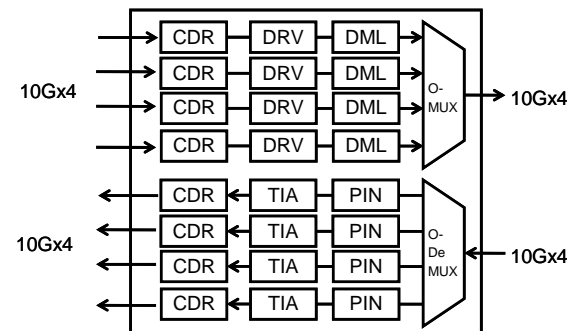 CDR DRV DML
CDR DRV DML
10Gx4
O-
MUX
10Gx4
CDR DRV DML
CDR DRV DML
CDR TIA PIN
CDR TIA PIN
10Gx4
O-
De
MUX
10Gx4
CDR TIA PIN
CDR TIA PIN